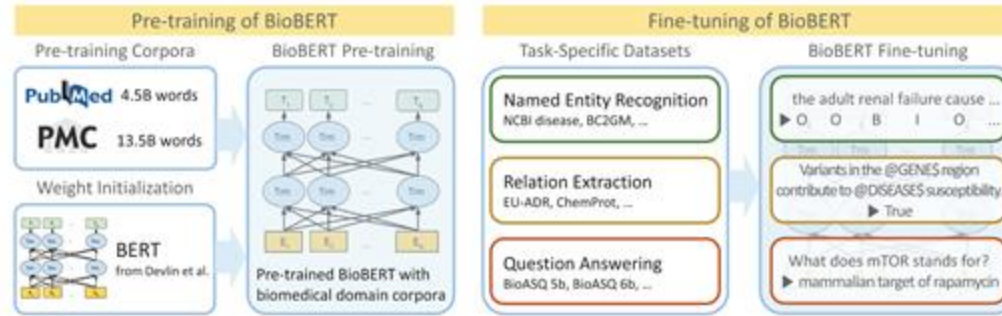 Pre-training of BioBERT
Pre-training Corpora
PubMed 4.5B words
PMC 13.5B words
Weight Initialization
BERT
from Devlin et al.
BioBERT Pre-training
Pre-trained BioBERT with
biomedical domain corpora
Fine-tuning of BioBERT
Task-Specific Datasets
Named Entity Recognition
NCBI disease, BC2GM, ...
Relation Extraction
EU-ADR, ChemProt, ...
Question Answering
BioASQ 5b, BioASQ 6b, ...
BioBERT Fine-tuning
the adult renal failure cause ...
▶ O O B I O ...
Variants in the @GENE$ region
contribute to @DISEASE$ susceptibility
▶ True
What does mTOR stands for?
▶ mammalian target of rapamycin